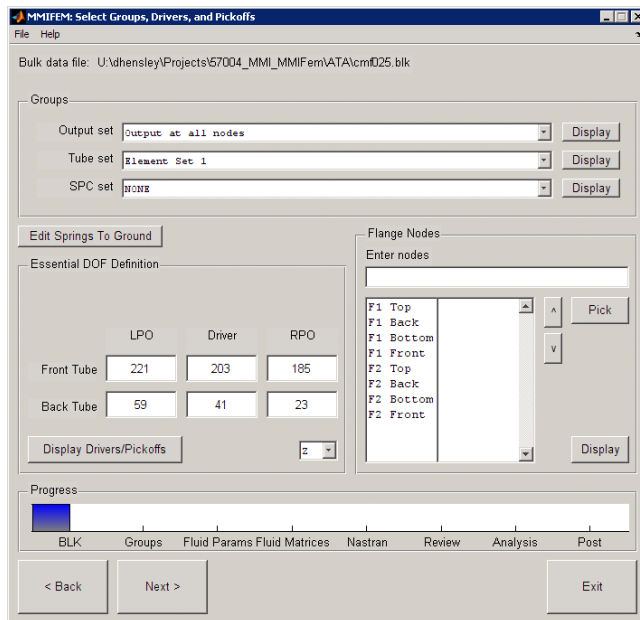 MMIFEM: Select Groups, Drivers, and Pickoffs
File Help
Bulk data file: U:\dhensley\Projects\57004_MMI_MMIFem\ATA\cmf025.blk
Groups
Output set Output at all nodes Display
Tube set Element Set 1 Display
SPC set NONE Display
Edit Springs To Ground
Essential DOF Definition
LPO Driver RPO
Front Tube 221 203 185
Back Tube 59 41 23
Display Drivers/Pickoffs z
Flange Nodes
Enter nodes
F1 Top
F1 Back
F1 Bottom
F1 Front
F2 Top
F2 Back
F2 Bottom
F2 Front
^ Pick
v
Display
Progress
BLK Groups Fluid Params Fluid Matrices Nastran Review Analysis Post
< Back Next > Exit